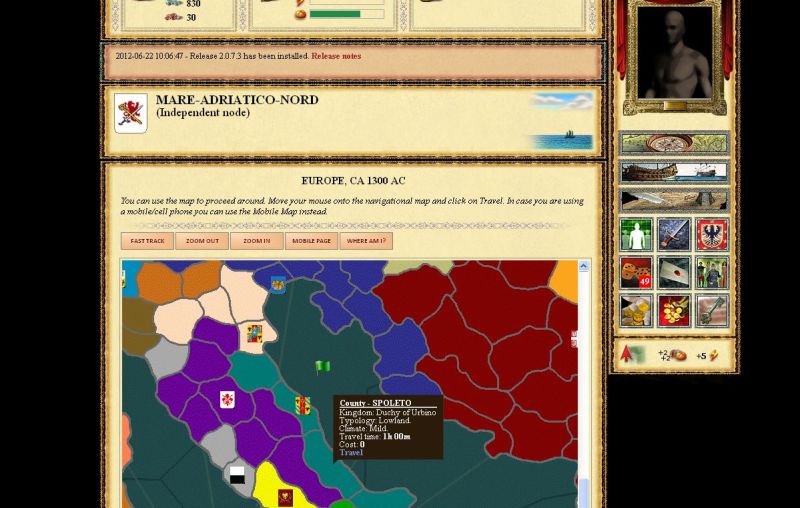 830
30
2012-06-22 10:06:47 - Release 2.0.7.3 has been installed. Release notes
MARE-ADRIATICO-NORD
(Independent node)
EUROPE, CA 1300 AC
You can use the map to proceed around. Move your mouse onto the navigational map and click on Travel. In case you are using
a mobile/cell phone you can use the Mobile Map instead.
FAST TRACK
ZOOM OUT
ZOOM IN
MOBILE PAGE
WHERE AM I?
County - SPOLETO
Kingdom: Duchy of Urbino
Typology: Lowland.
Climate: Mild.
Travel time: 1h 00m
Cost: 0
Travel
49
+2
+2
+5